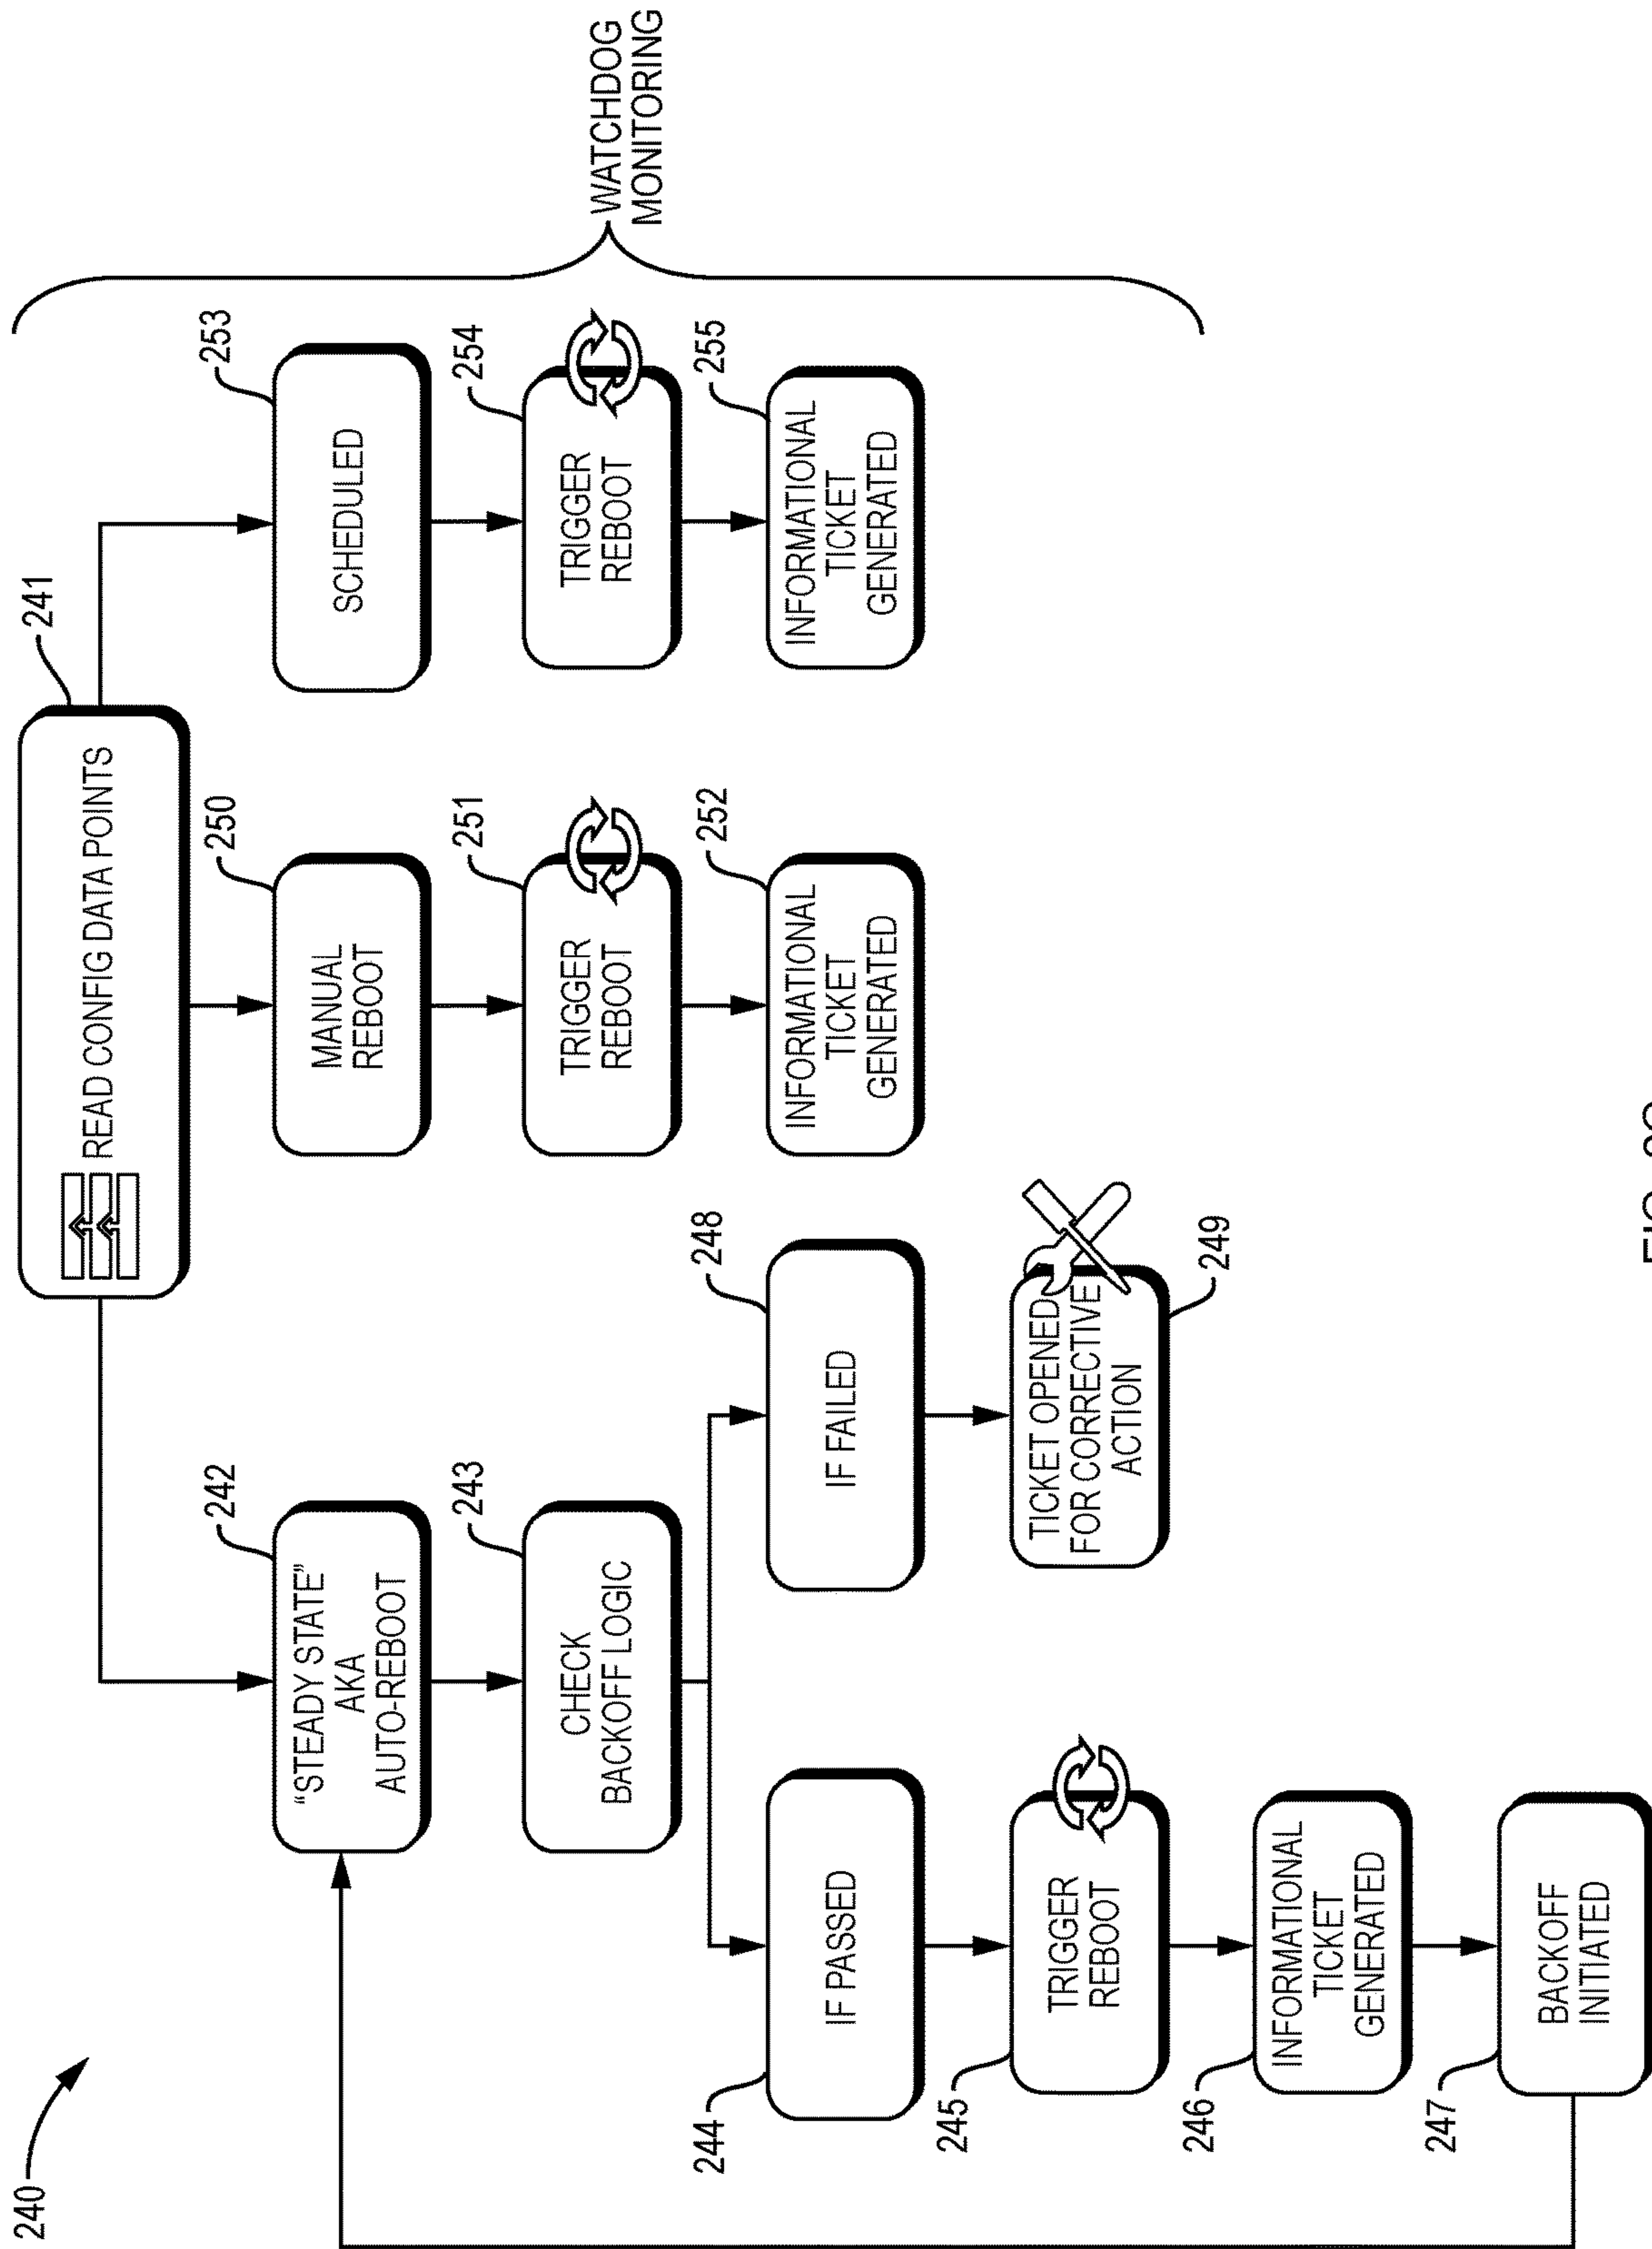 240
241
READ CONFIG DATA POINTS
242
"STEADY STATE"
AKA
AUTO-REBOOT
250
MANUAL
REBOOT
253
SCHEDULED
243
CHECK
BACKOFF LOGIC
251
TRIGGER
REBOOT
254
TRIGGER
REBOOT
WATCHDOG
MONITORING
244
IF PASSED
248
IF FAILED
252
INFORMATIONAL
TICKET
GENERATED
255
INFORMATIONAL
TICKET
GENERATED
245
TRIGGER
REBOOT
TICKET OPENED
FOR CORRECTIVE
ACTION
249
246
INFORMATIONAL
TICKET
GENERATED
247
BACKOFF
INITIATED